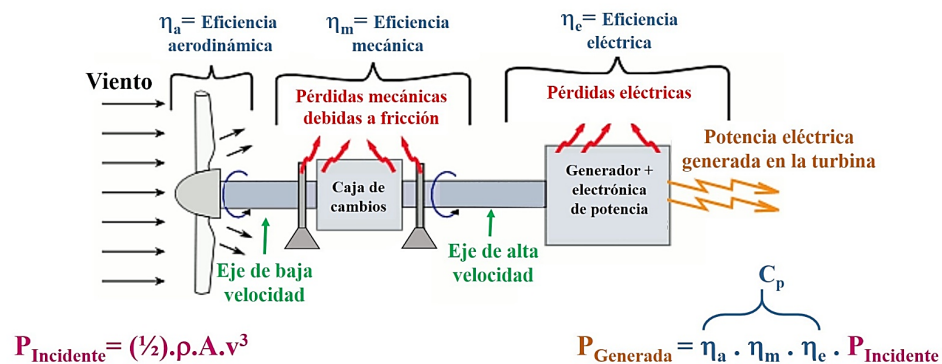 ηa= Eficiencia
aerodinámica
ηm= Eficiencia
mecánica
ηe= Eficiencia
eléctrica
Viento
Pérdidas mecánicas
debidas a fricción
Pérdidas eléctricas
Potencia eléctrica
generada en la turbina
Caja de
cambios
Generador +
electrónica
de potencia
Eje de baja
velocidad
Eje de alta
velocidad
Cp
PIncidente= (½).ρ.A.v³
PGenerada = ηa . ηm . ηe . PIncidente